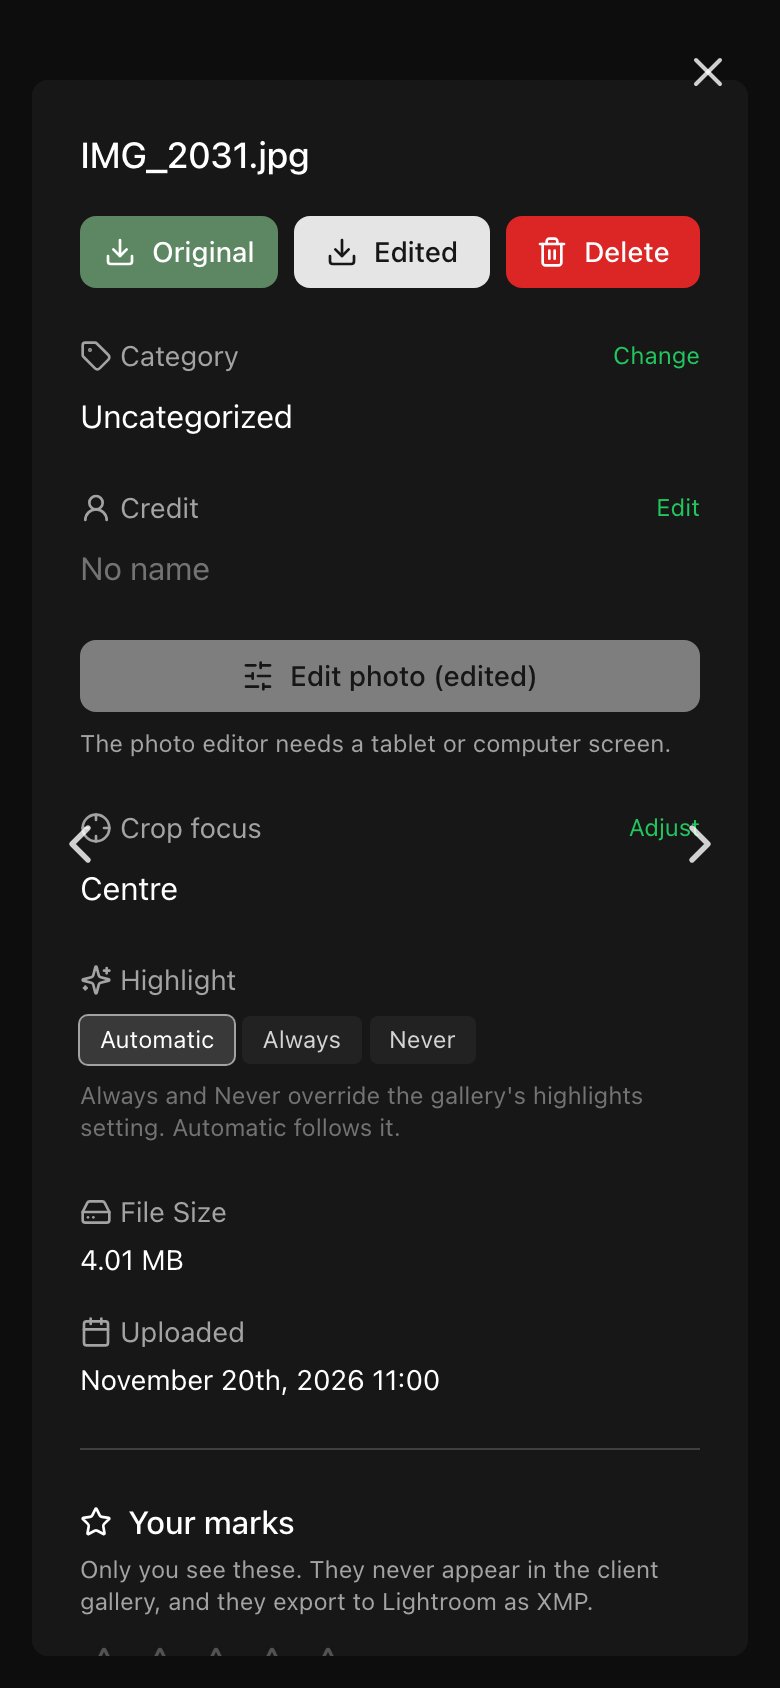 IMG_2031.jpg
Original
Edited
Delete
Category
Change
Uncategorized
Credit
Edit
No name
Edit photo (edited)
The photo editor needs a tablet or computer screen.
Crop focus
Adjust
Centre
Highlight
Automatic
Always
Never
Always and Never override the gallery's highlights
setting. Automatic follows it.
File Size
4.01 MB
Uploaded
November 20th, 2026 11:00
Your marks
Only you see these. They never appear in the client
gallery, and they export to Lightroom as XMP.